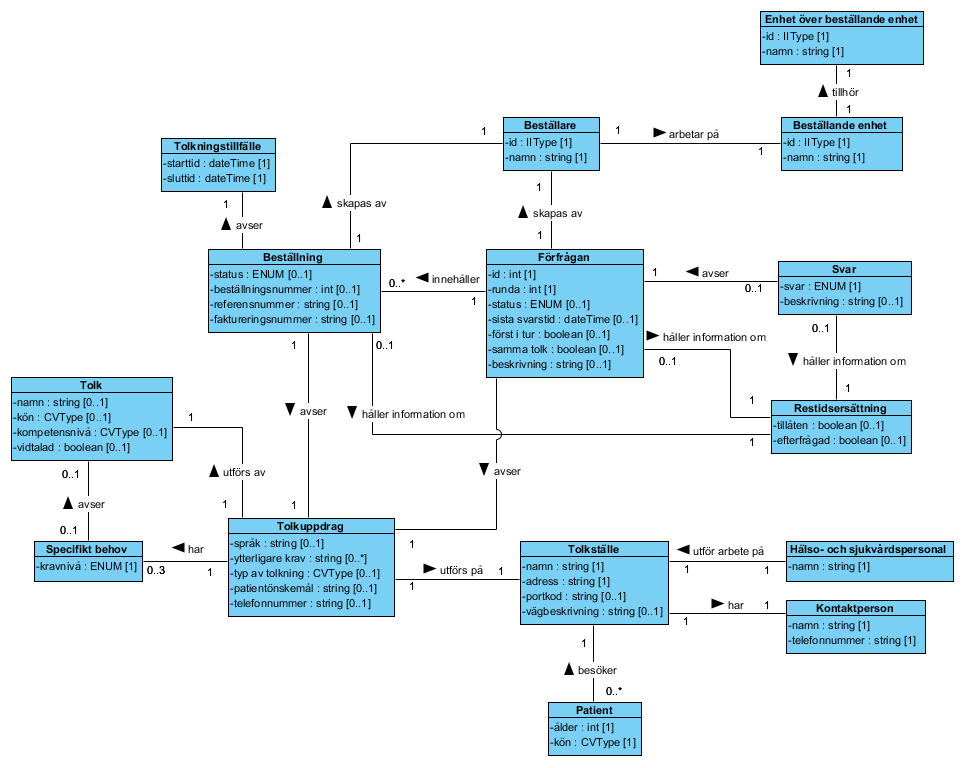 Enhet över beställande enhet
-id : IIType [1]
-namn : string [1]
1
tillhör
1
Beställare
-id : IIType [1]
-namn : string [1]
1
1
arbetar på
1
Beställande enhet
-id : IIType [1]
-namn : string [1]
Tolkningstillfälle
-starttid : dateTime [1]
-sluttid : dateTime [1]
1
avser
skapas av
1
1
skapas av
1
Beställning
-status : ENUM [0..1]
-beställningsnummer : int [0..1]
-referensnummer : string [0..1]
-faktureringsnummer : string [0..1]
0..*
innehåller
1
Förfrågan
-id : int [1]
-runda : int [1]
-status : ENUM [0..1]
-sista svarstid : dateTime [0..1]
-först i tur : boolean [0..1]
-samma tolk : boolean [0..1]
-beskrivning : string [0..1]
1
avser
0..1
Svar
-svar : ENUM [1]
-beskrivning : string [0..1]
0..1
håller information om
1
håller information om
0..1
1
Restidsersättning
-tillåten : boolean [0..1]
-efterfrågad : boolean [0..1]
1
avser
1
0..1
håller information om
1
Tolk
-namn : string [0..1]
-kön : CVType [0..1]
-kompetensnivå : CVType [0..1]
-vidtalad : boolean [0..1]
1
utförs av
1
0..1
avser
0..1
avser
1
Specifikt behov
-kravnivå : ENUM [1]
har
0..3
1
Tolkuppdrag
-språk : string [0..1]
-ytterligare krav : string [0..*]
-typ av tolkning : CVType [0..1]
-patientönskemål : string [0..1]
-telefonnummer : string [0..1]
utförs på
1
1
Tolkställe
-namn : string [1]
-adress : string [1]
-portkod : string [0..1]
-vägbeskrivning : string [0..1]
utför arbete på
1
1
Hälso- och sjukvårdspersonal
-namn : string [1]
har
1
1
Kontaktperson
-namn : string [1]
-telefonnummer : string [1]
1
besöker
0..*
Patient
-ålder : int [1]
-kön : CVType [1]